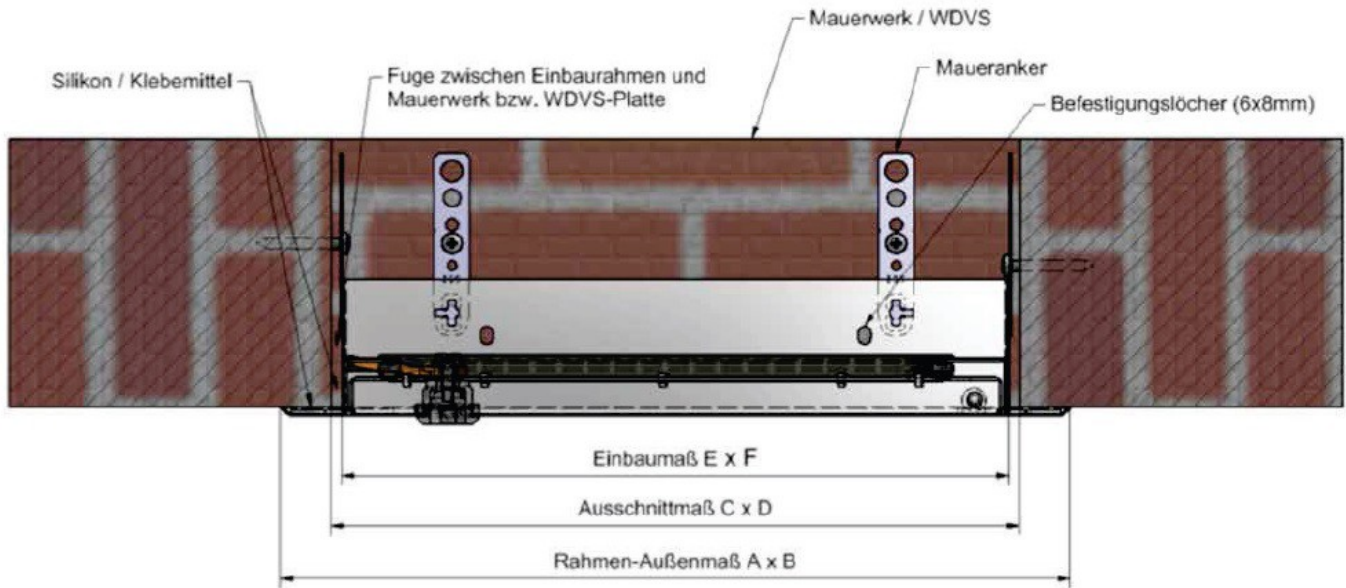 Mauerwerk / WDVS
Silikon / Klebemittel
Fuge zwischen Einbaurahmen und
Mauerwerk bzw. WDVS-Platte
Maueranker
Befestigungslöcher (6x8mm)
Einbaumaß E x F
Ausschnittmaß C x D
Rahmen-Außenmaß A x B